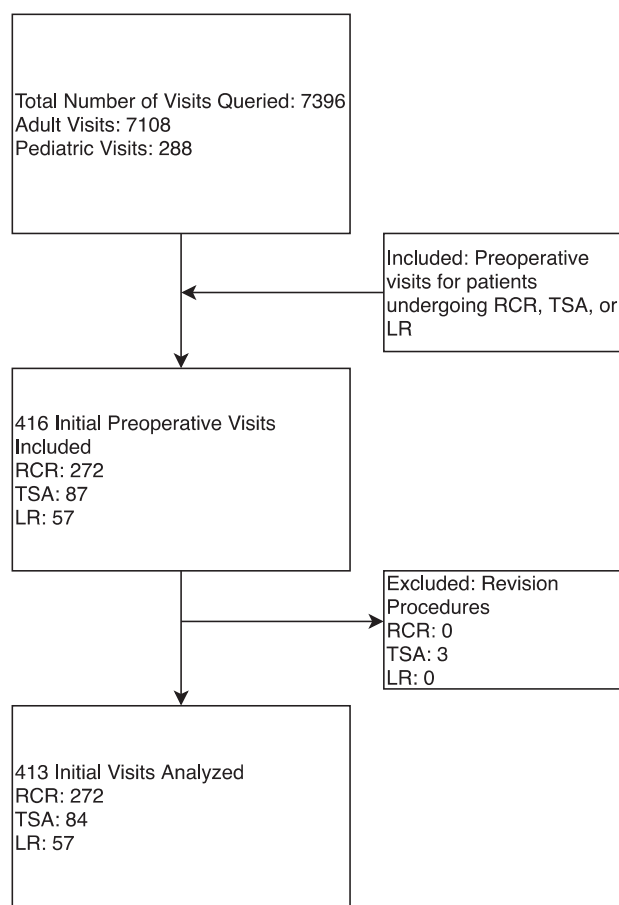 Total Number of Visits Queried: 7396
Adult Visits: 7108
Pediatric Visits: 288
Included: Preoperative
visits for patients
undergoing RCR, TSA, or
LR
416 Initial Preoperative Visits
Included
RCR: 272
TSA: 87
LR: 57
Excluded: Revision
Procedures
RCR: 0
TSA: 3
LR: 0
413 Initial Visits Analyzed
RCR: 272
TSA: 84
LR: 57